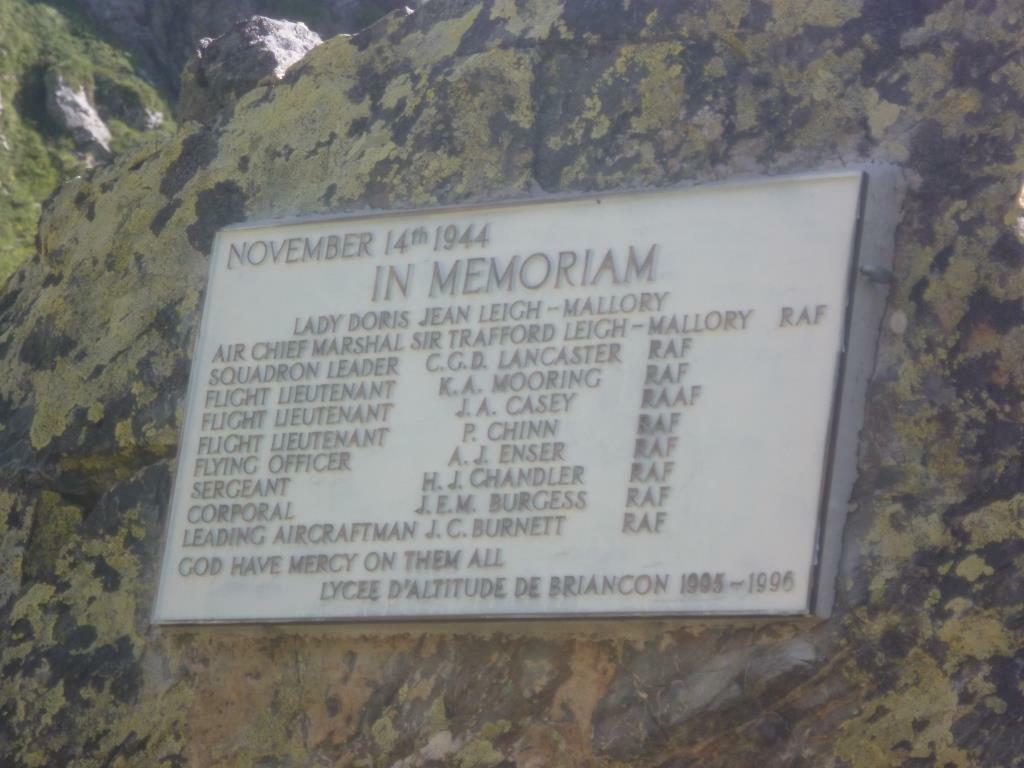 NOVEMBER 14th 1944
IN MEMORIAM
LADY DORIS JEAN LEIGH-MALLORY
AIR CHIEF MARSHAL SIR TRAFFORD LEIGH-MALLORY RAF
SQUADRON LEADER C.G.D. LANCASTER RAF
FLIGHT LIEUTENANT K.A. MOORING RAF
FLIGHT LIEUTENANT J.A. CASEY RAAF
FLIGHT LIEUTENANT P. CHINN RAF
FLYING OFFICER A.J. ENSER RAF
SERGEANT H.J. CHANDLER RAF
CORPORAL J.E.M. BURGESS RAF
LEADING AIRCRAFTMAN J.C. BURNETT RAF
GOD HAVE MERCY ON THEM ALL
LYCEE D'ALTITUDE DE BRIANCON 1995-1996